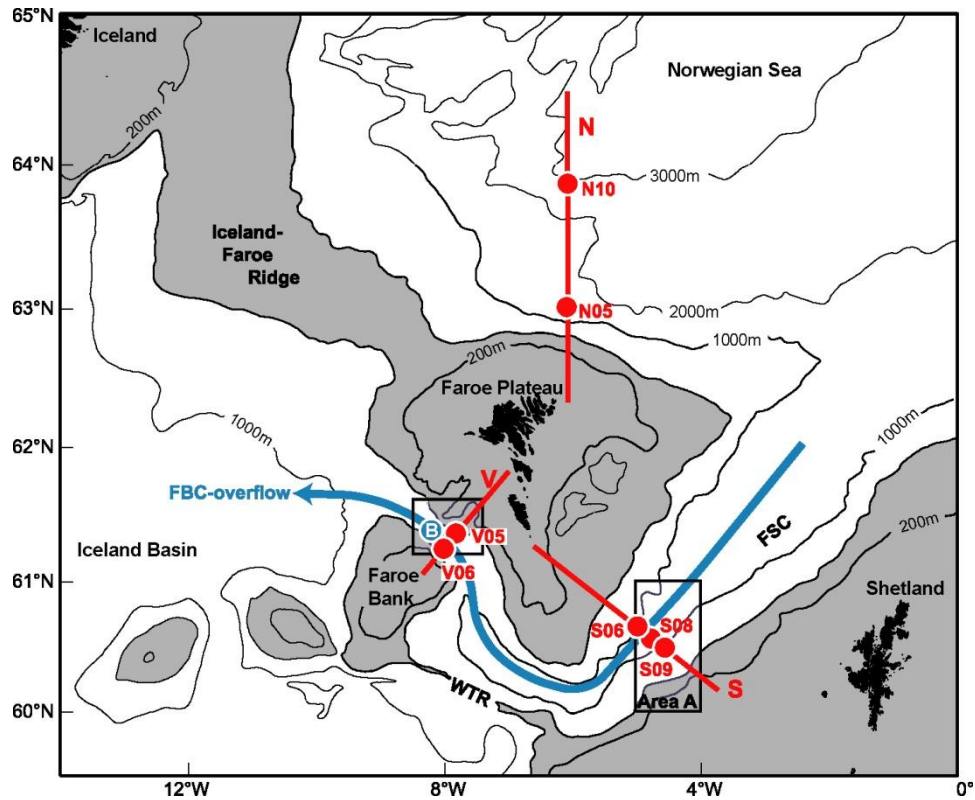 65°N
Iceland
Norwegian Sea
200m
N
64°N
3000m
N10
Iceland-
Faroe
Ridge
63°N
N05
2000m
1000m
200m
Faroe Plateau
1000m
62°N
1000m
V
FBC-overflow
B
FSC
200m
V05
Iceland Basin
V06
61°N
Faroe
Bank
Shetland
S06
S08
S09
WTR
S
Area A
60°N
12°W
8°W
4°W
0°